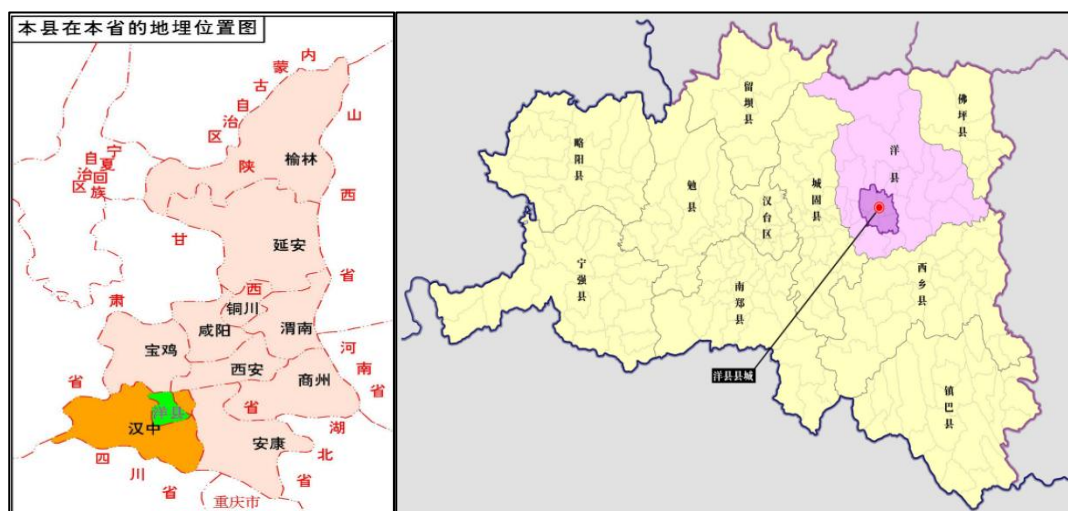 本县在本省的地埋位置图
内蒙古自治区
宁夏回族自治区
陕西省
山西省
甘肃省
榆林
延安
铜川
咸阳
渭南
宝鸡
西安
商州
河南省
洋县
汉中
安康
湖北省
四川省
重庆市
留坝县
佛坪县
略阳县
洋县
勉县
城固县
汉台区
宁强县
南郑县
西乡县
洋县县城
镇巴县